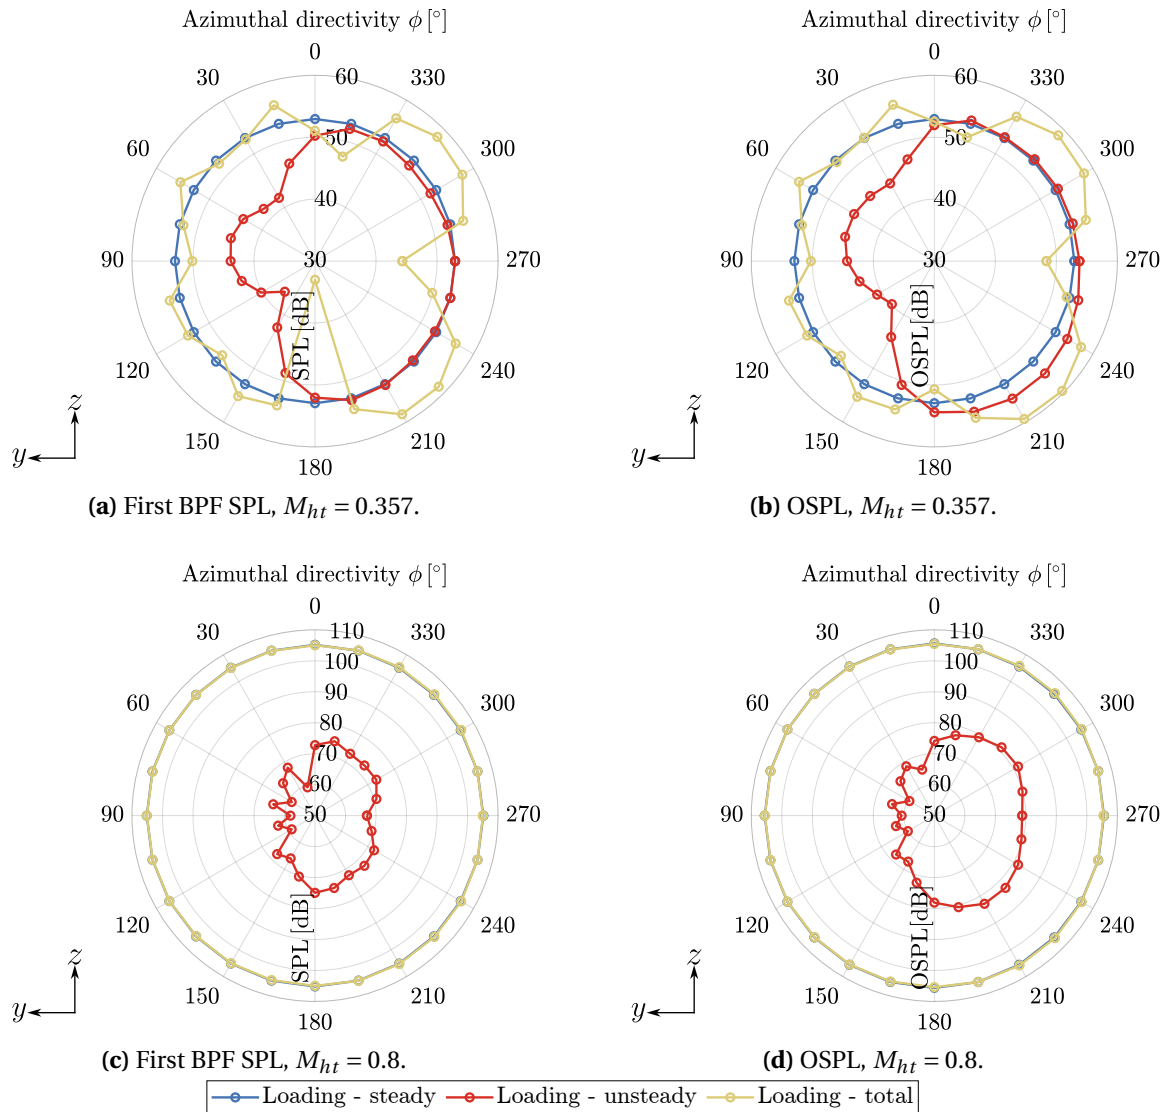 Azimuthal directivity ϕ [°]
0
30 60 330
60 50 300
40
90 30 270
SPL [dB]
120 240
z
y
150 210
180
(a) First BPF SPL, M_ht = 0.357.
Azimuthal directivity ϕ [°]
0
30 60 330
60 50 300
40
90 30 270
OSPL [dB]
120 240
z
y
150 210
180
(b) OSPL, M_ht = 0.357.
Azimuthal directivity ϕ [°]
0
30 110 330
100
60 90 300
80
70
60
90 50 270
SPL [dB]
120 240
z
y
150 210
180
(c) First BPF SPL, M_ht = 0.8.
Azimuthal directivity ϕ [°]
0
30 110 330
100
60 90 300
80
70
60
90 50 270
OSPL [dB]
120 240
z
y
150 210
180
(d) OSPL, M_ht = 0.8.
Loading - steady Loading - unsteady Loading - total